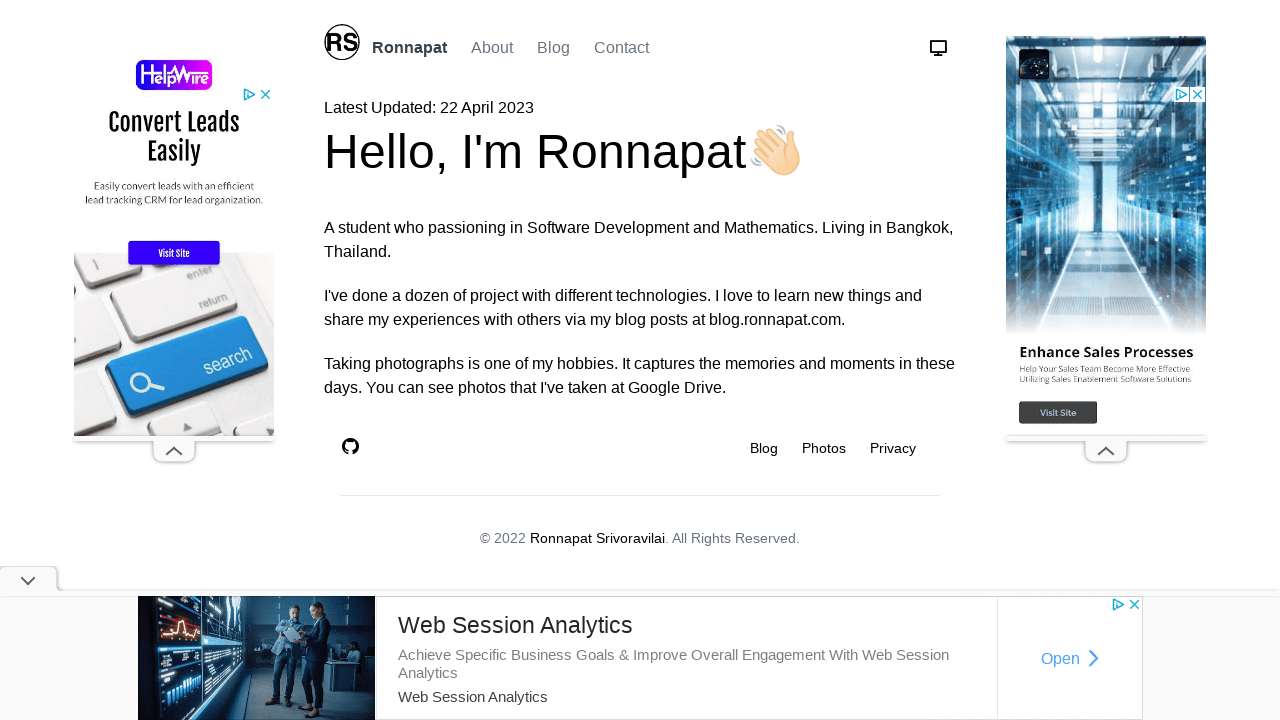 RS Ronnapat About Blog Contact
Latest Updated: 22 April 2023
Hello, I'm Ronnapat👋🏻
A student who passioning in Software Development and Mathematics. Living in Bangkok,
Thailand.
I've done a dozen of project with different technologies. I love to learn new things and
share my experiences with others via my blog posts at blog.ronnapat.com.
Taking photographs is one of my hobbies. It captures the memories and moments in these
days. You can see photos that I've taken at Google Drive.
Blog Photos Privacy
© 2022 Ronnapat Srivoravilai. All Rights Reserved.
HelpWire
Convert Leads
Easily
Easily convert leads with an efficient
lead tracking CRM for lead organization.
Visit Site
enter
return
search
Enhance Sales Processes
Help Your Sales Team Become More Effective
Utilizing Sales Enablement Software Solutions
Visit Site
Web Session Analytics
Achieve Specific Business Goals & Improve Overall Engagement With Web Session
Analytics
Web Session Analytics
Open